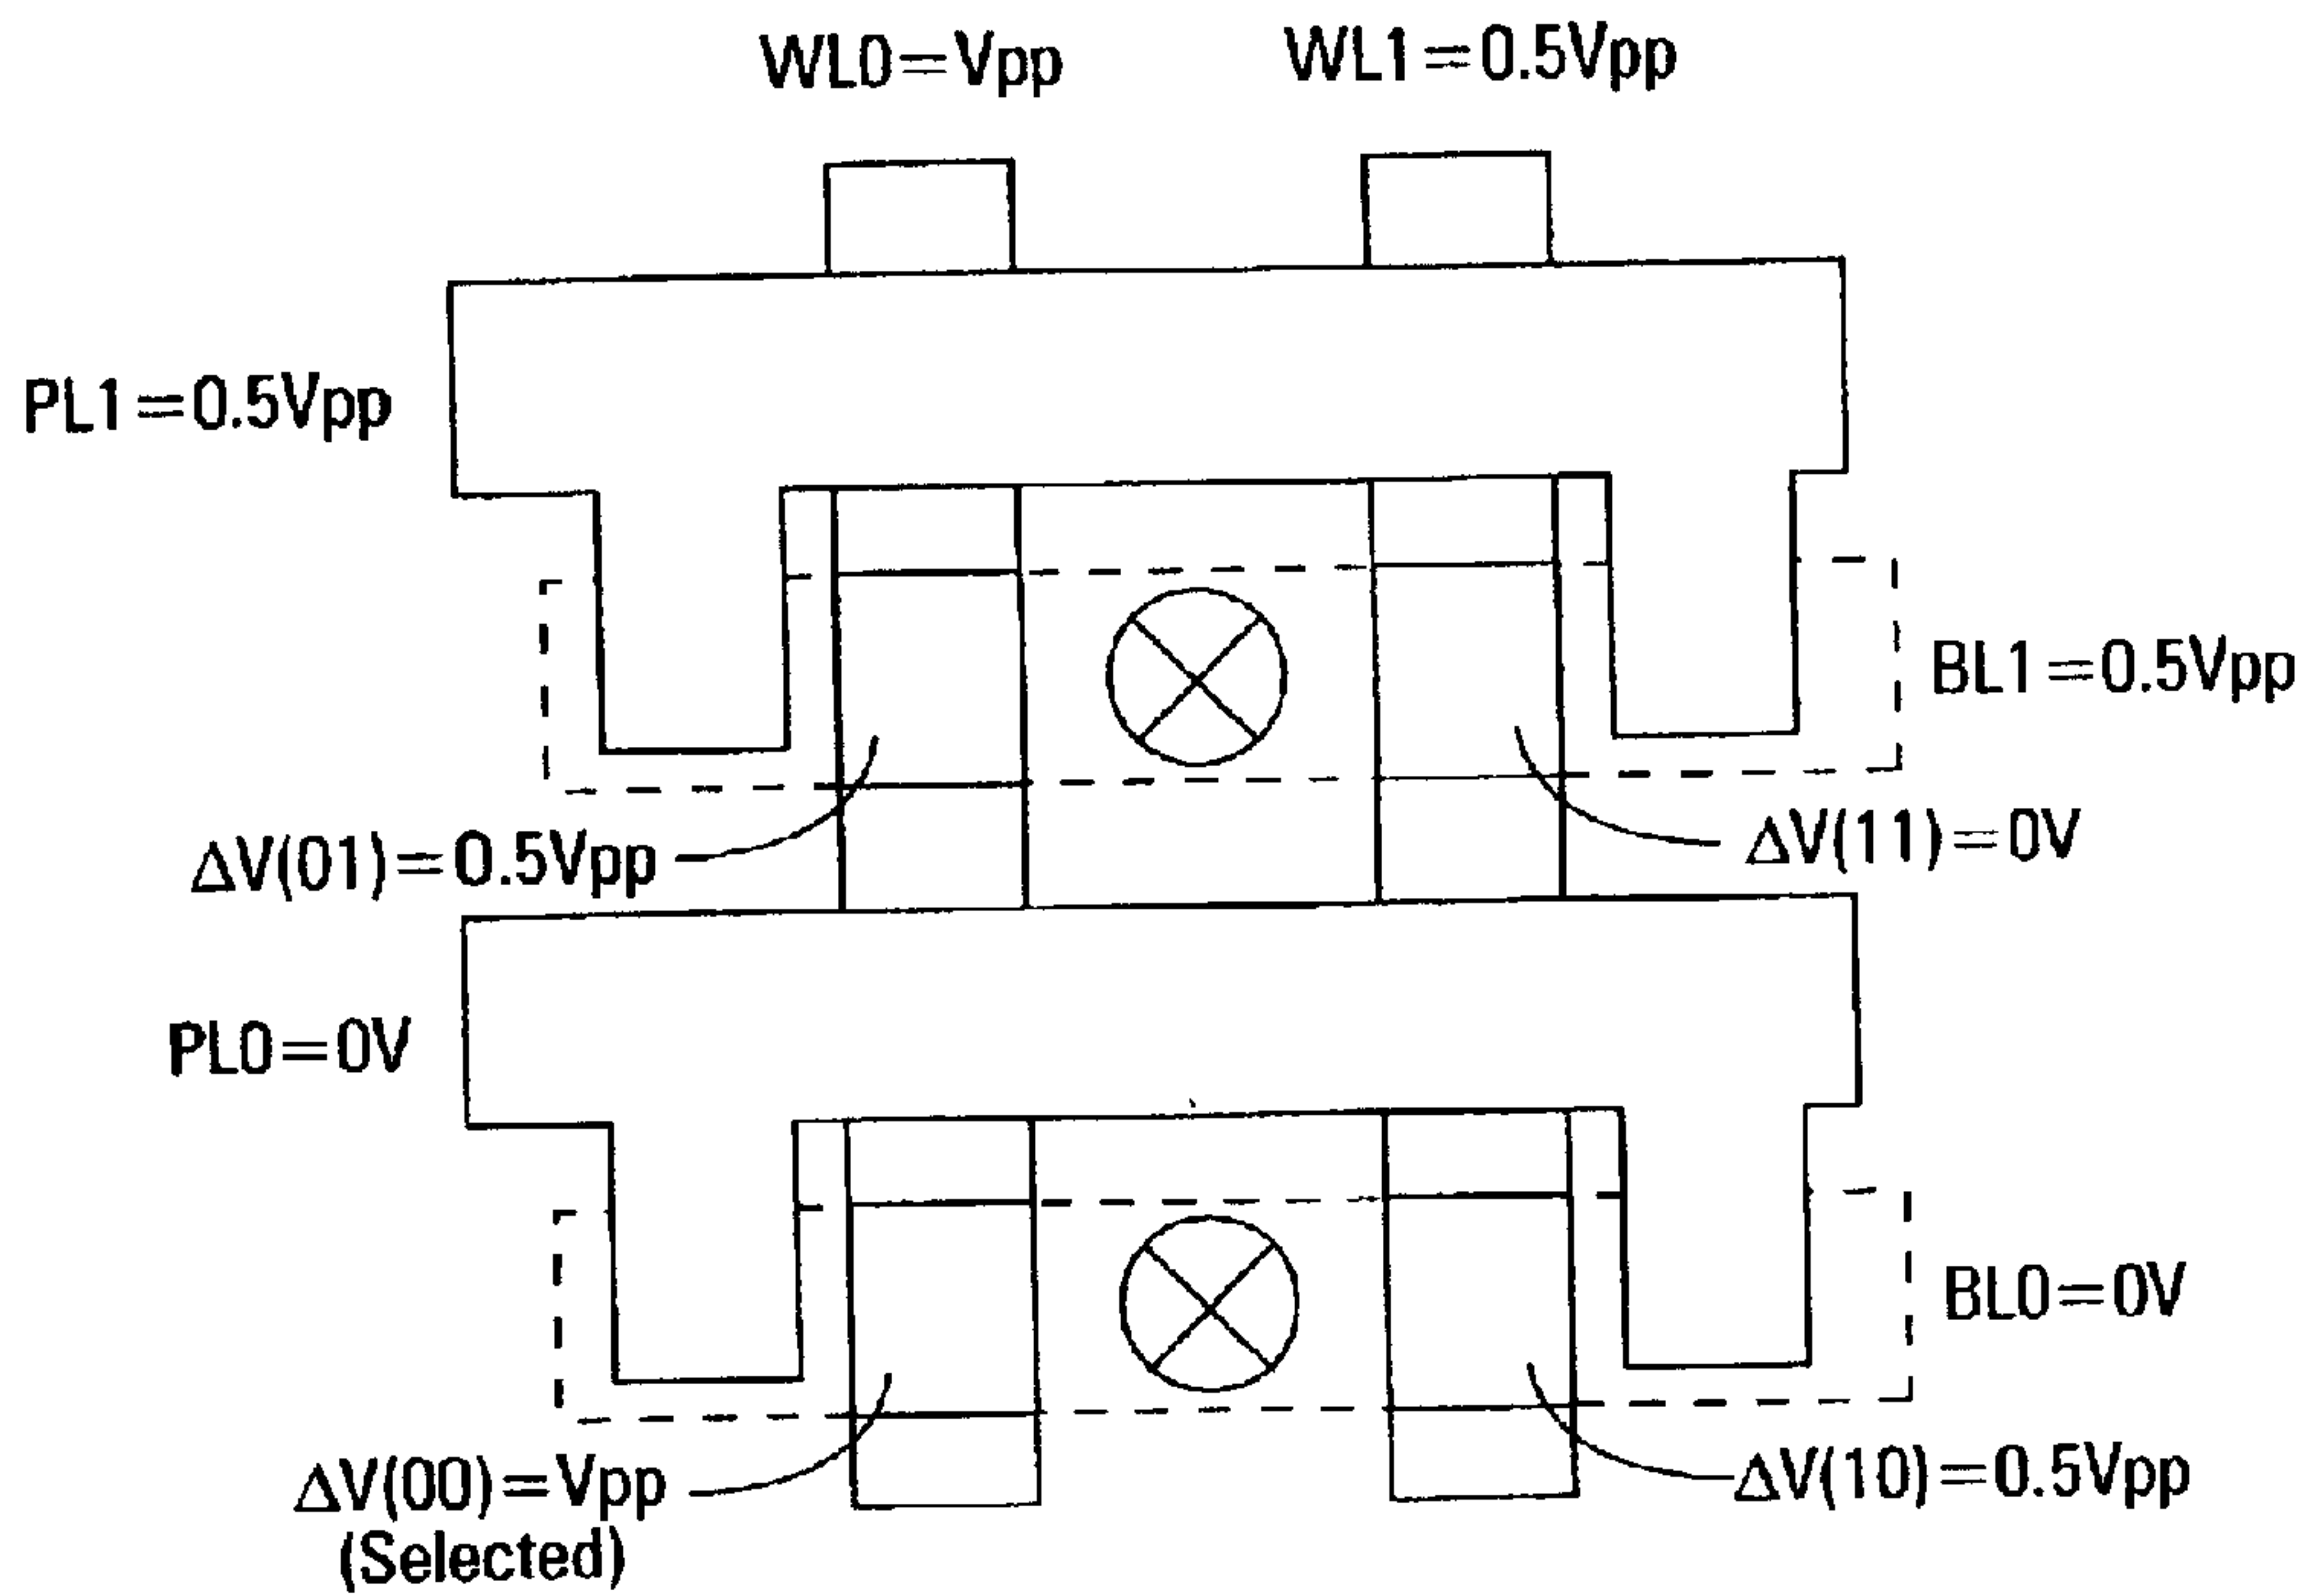 WL0=Vpp
WL1=0.5Vpp
PL1=0.5Vpp
BL1=0.5Vpp
ΔV(01)=0.5Vpp
ΔV(11)=0V
PL0=0V
BL0=0V
ΔV(00)=Vpp
(Selected)
ΔV(10)=0.5Vpp